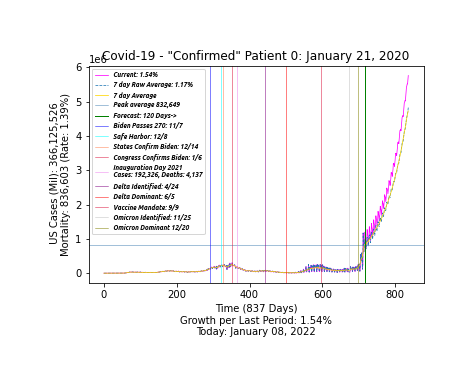 Covid-19 - "Confirmed" Patient 0: January 21, 2020
1e6
6
5
4
3
2
1
0
US Cases (Mil): 366,125,526
Mortality: 836,603 (Rate: 1.39%)
Current: 1.54%
7 day Raw Average: 1.17%
7 day Average
Peak average 832,649
Forecast: 120 Days->
Biden Passes 270: 11/7
Safe Harbor: 12/8
States Confirm Biden: 12/14
Congress Confirms Biden: 1/6
Inauguration Day 2021
Cases: 192,326, Deaths: 4,137
Delta Identified: 4/24
Delta Dominant: 6/5
Vaccine Mandate: 9/9
Omicron Identified: 11/25
Omicron Dominant 12/20
0 200 400 600 800
Time (837 Days)
Growth per Last Period: 1.54%
Today: January 08, 2022